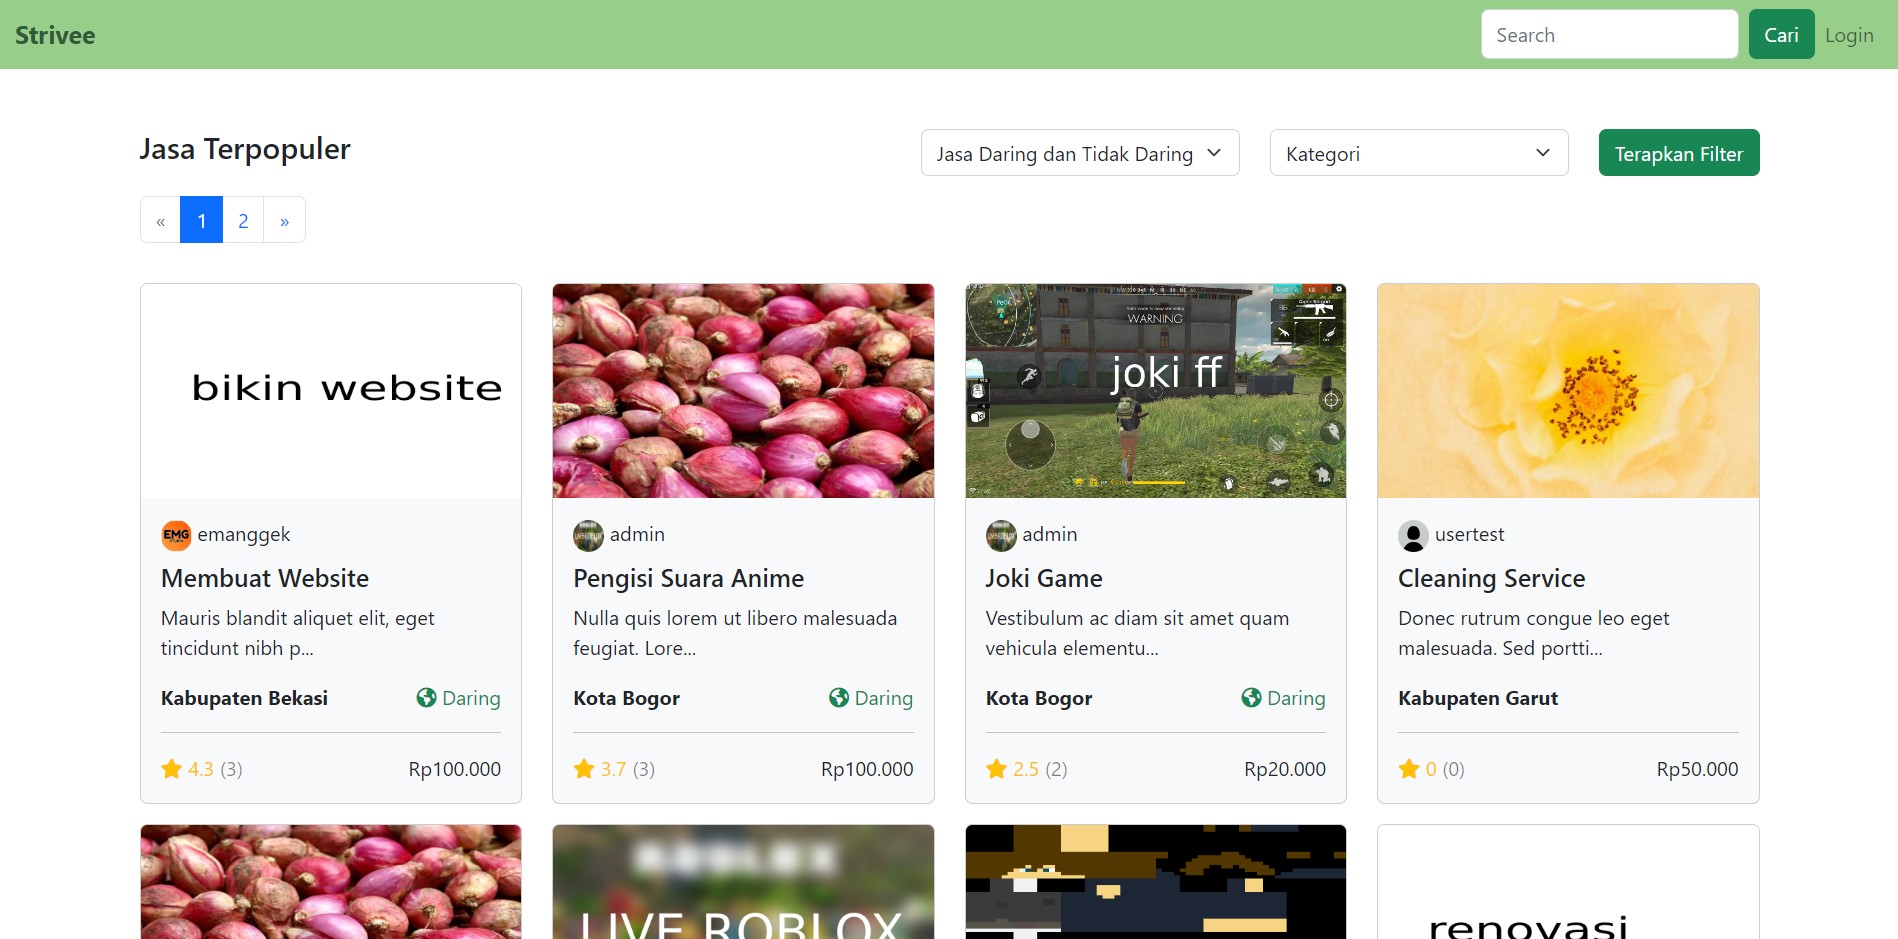 Strivee
Search
Cari
Login
Jasa Terpopuler
Jasa Daring dan Tidak Daring
Kategori
Terapkan Filter
«
1
2
»
bikin website
emanggek
Membuat Website
Mauris blandit aliquet elit, eget
tincidunt nibh p...
Kabupaten Bekasi
Daring
4.3 (3)
Rp100.000
admin
Pengisi Suara Anime
Nulla quis lorem ut libero malesuada
feugiat. Lore...
Kota Bogor
Daring
3.7 (3)
Rp100.000
WARNING
joki ff
admin
Joki Game
Vestibulum ac diam sit amet quam
vehicula elementu...
Kota Bogor
Daring
2.5 (2)
Rp20.000
usertest
Cleaning Service
Donec rutrum congue leo eget
malesuada. Sed portti...
Kabupaten Garut
0 (0)
Rp50.000
ROBLOX
LIVE ROBLOX
renovasi